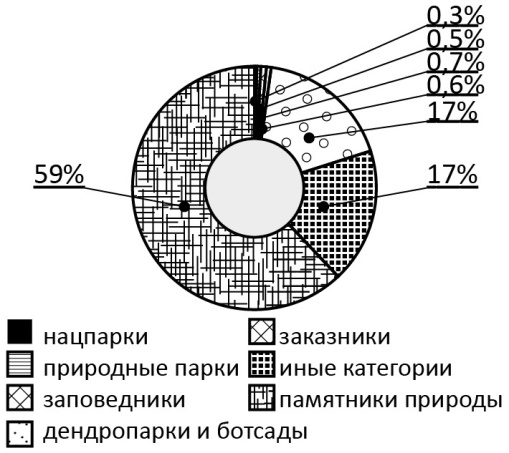 0,3%
0,5%
0,7%
0,6%
17%
59%
17%
нацпарки
заказники
природные парки
иные категории
заповедники
памятники природы
дендропарки и ботсады